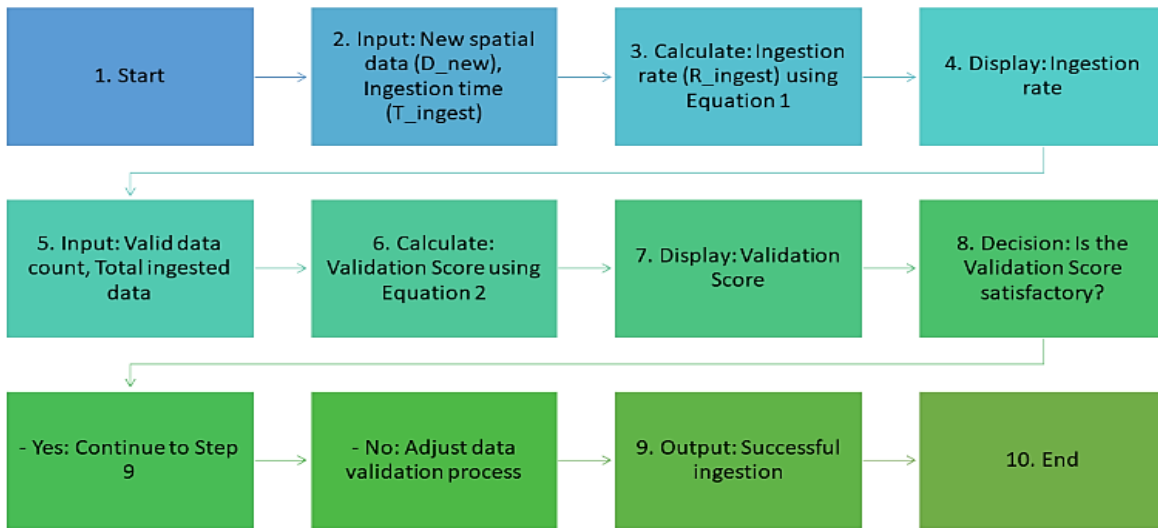 1. Start
2. Input: New spatial
data (D_new),
Ingestion time
(T_ingest)
3. Calculate: Ingestion
rate (R_ingest) using
Equation 1
4. Display: Ingestion
rate
5. Input: Valid data
count, Total ingested
data
6. Calculate:
Validation Score using
Equation 2
7. Display: Validation
Score
8. Decision: Is the
Validation Score
satisfactory?
- Yes: Continue to Step
9
- No: Adjust data
validation process
9. Output: Successful
ingestion
10. End